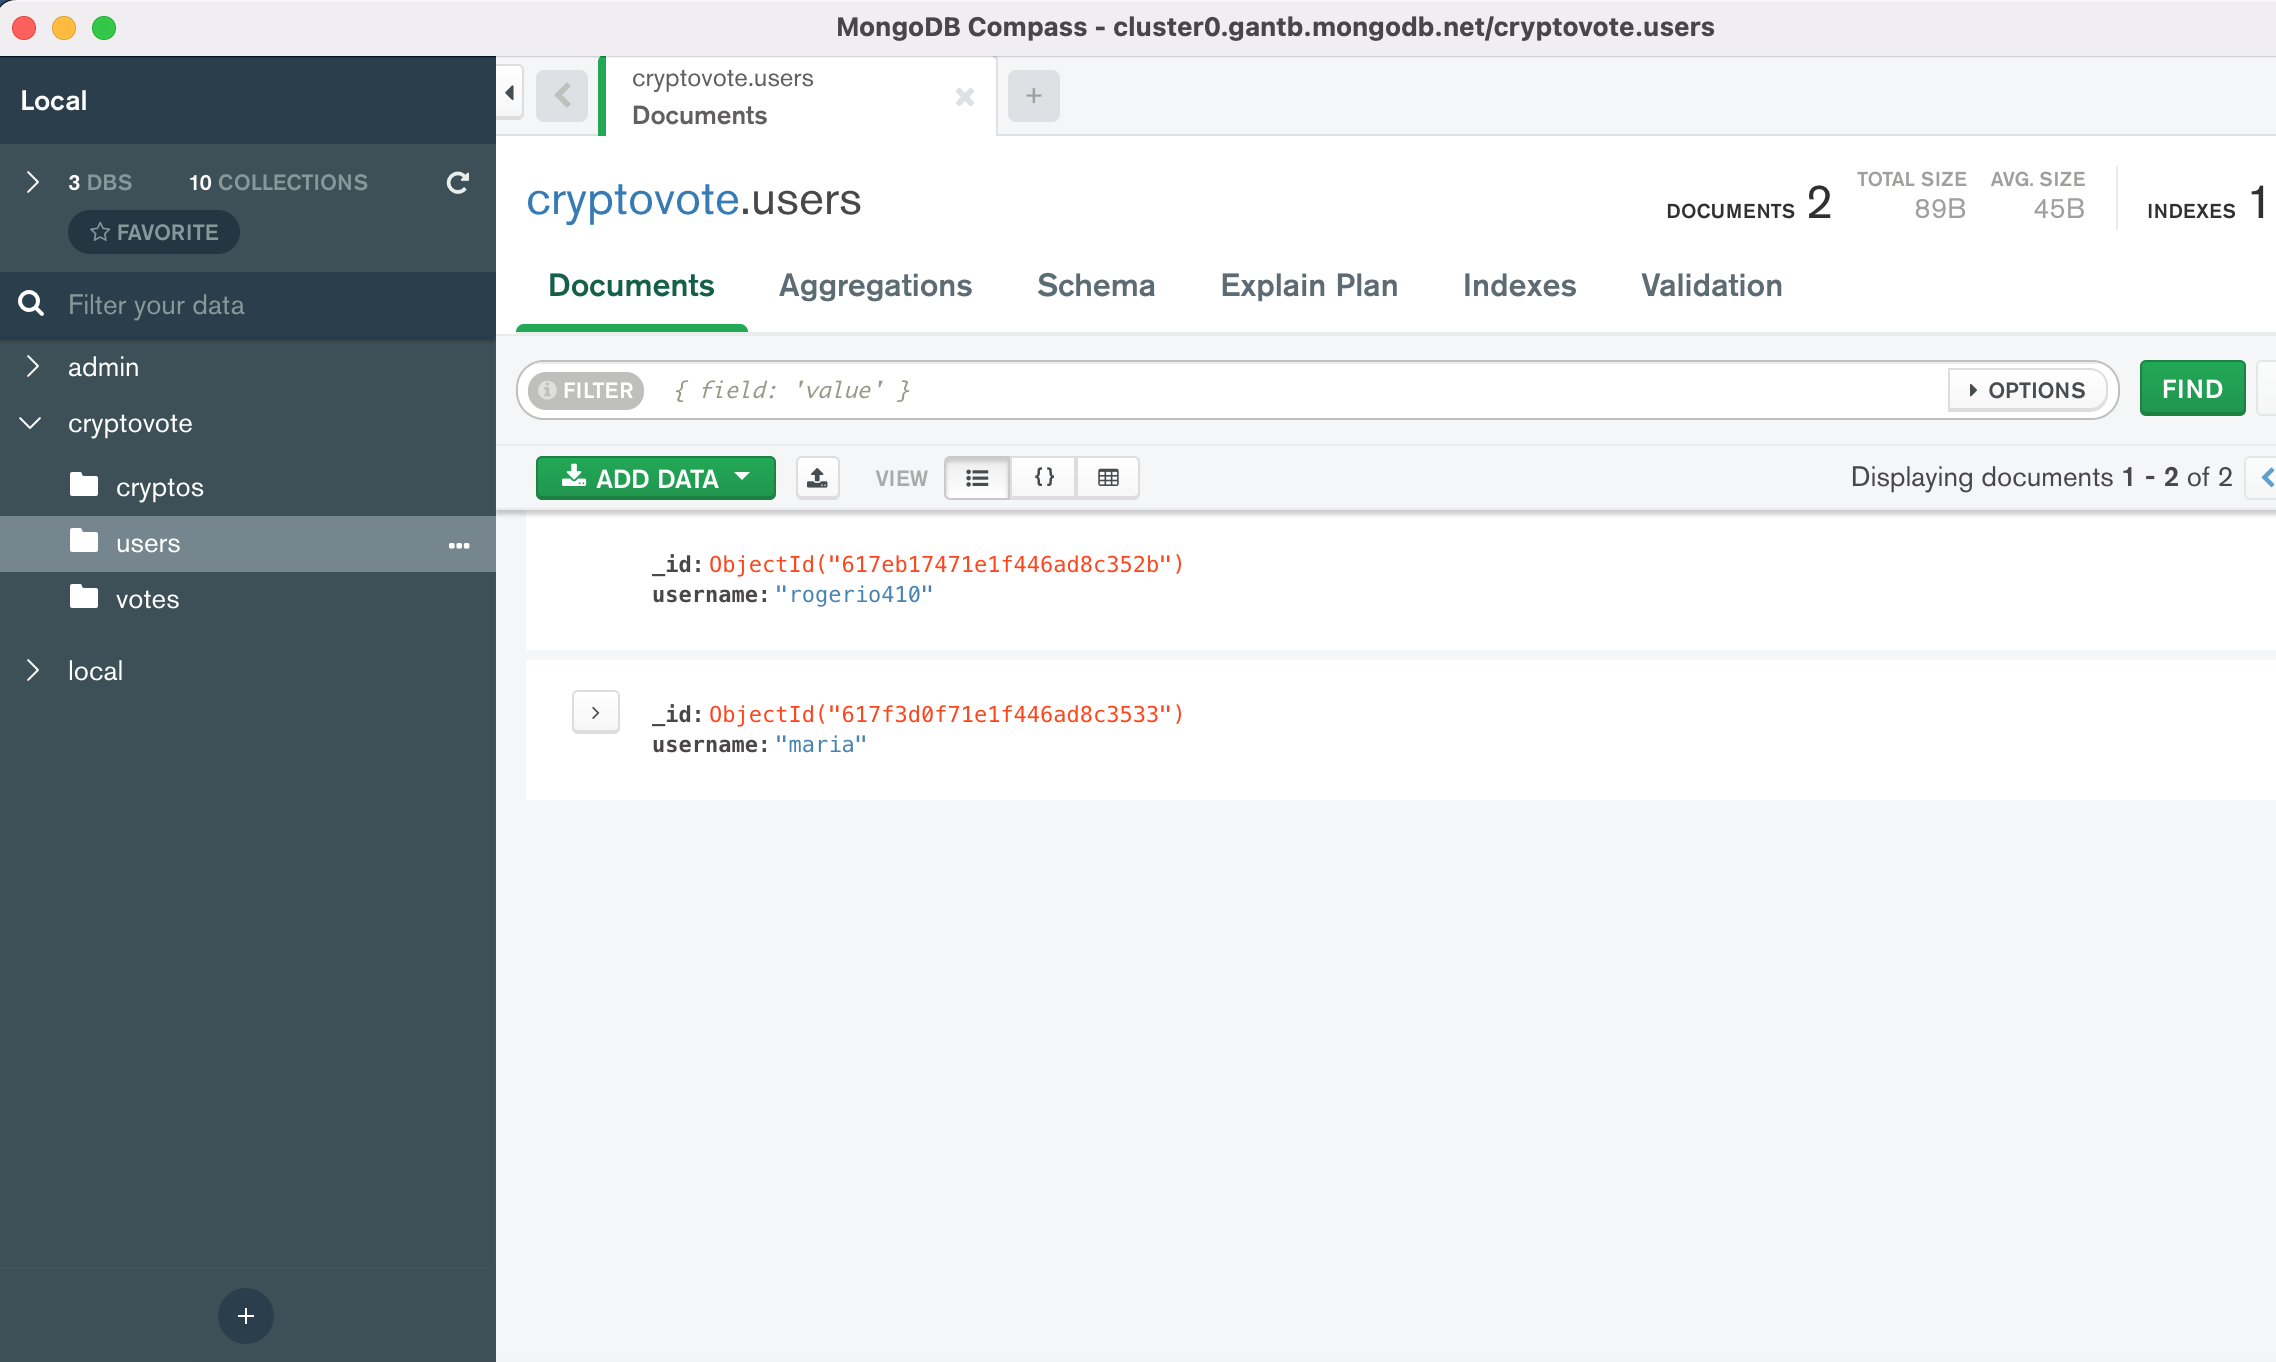 MongoDB Compass - cluster0.gantb.mongodb.net/cryptovote.users
Local
3 DBS 10 COLLECTIONS
FAVORITE
Filter your data
admin
cryptovote
cryptos
users
votes
local
cryptovote.users
Documents
cryptovote.users
DOCUMENTS 2
TOTAL SIZE
89B
AVG. SIZE
45B
INDEXES 1
Documents Aggregations Schema Explain Plan Indexes Validation
FILTER { field: 'value' } OPTIONS FIND
ADD DATA VIEW {} Displaying documents 1 - 2 of 2
_id: ObjectId("617eb17471e1f446ad8c352b")
username: "rogerio410"
_id: ObjectId("617f3d0f71e1f446ad8c3533")
username: "maria"